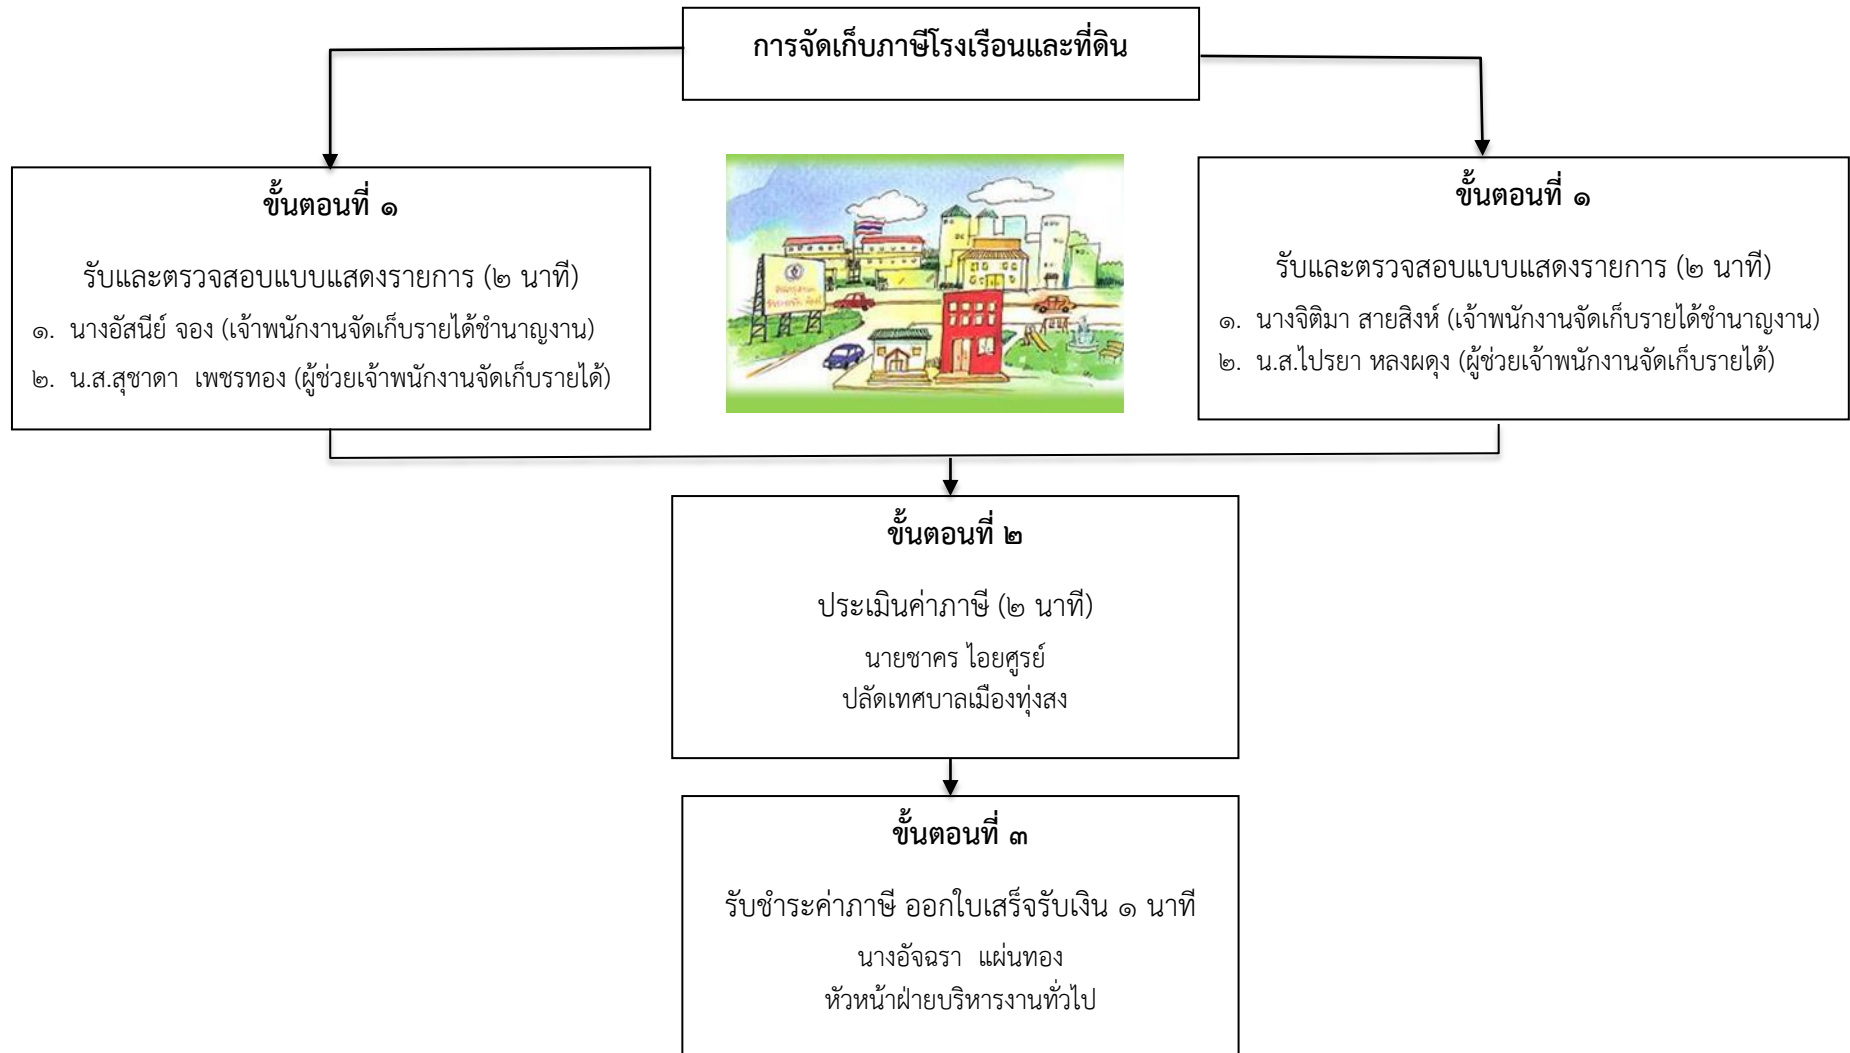 การจัดเก็บภาษีโรงเรือนและที่ดิน
ขั้นตอนที่ ๑
รับและตรวจสอบแบบแสดงรายการ (๒ นาที)
๑. นางอัสนีย์ จอง (เจ้าพนักงานจัดเก็บรายได้ชำนาญงาน)
๒. น.ส.สุชาดา เพชรทอง (ผู้ช่วยเจ้าพนักงานจัดเก็บรายได้)
ขั้นตอนที่ ๑
รับและตรวจสอบแบบแสดงรายการ (๒ นาที)
๑. นางจิติมา สายสิงห์ (เจ้าพนักงานจัดเก็บรายได้ชำนาญงาน)
๒. น.ส.ไปรยา หลงผดุง (ผู้ช่วยเจ้าพนักงานจัดเก็บรายได้)
ขั้นตอนที่ ๒
ประเมินค่าภาษี (๒ นาที)
นายชาคร ไอยศูรย์
ปลัดเทศบาลเมืองทุ่งสง
ขั้นตอนที่ ๓
รับชำระค่าภาษี ออกใบเสร็จรับเงิน ๑ นาที
นางอัจฉรา แผ่นทอง
หัวหน้าฝ่ายบริหารงานทั่วไป